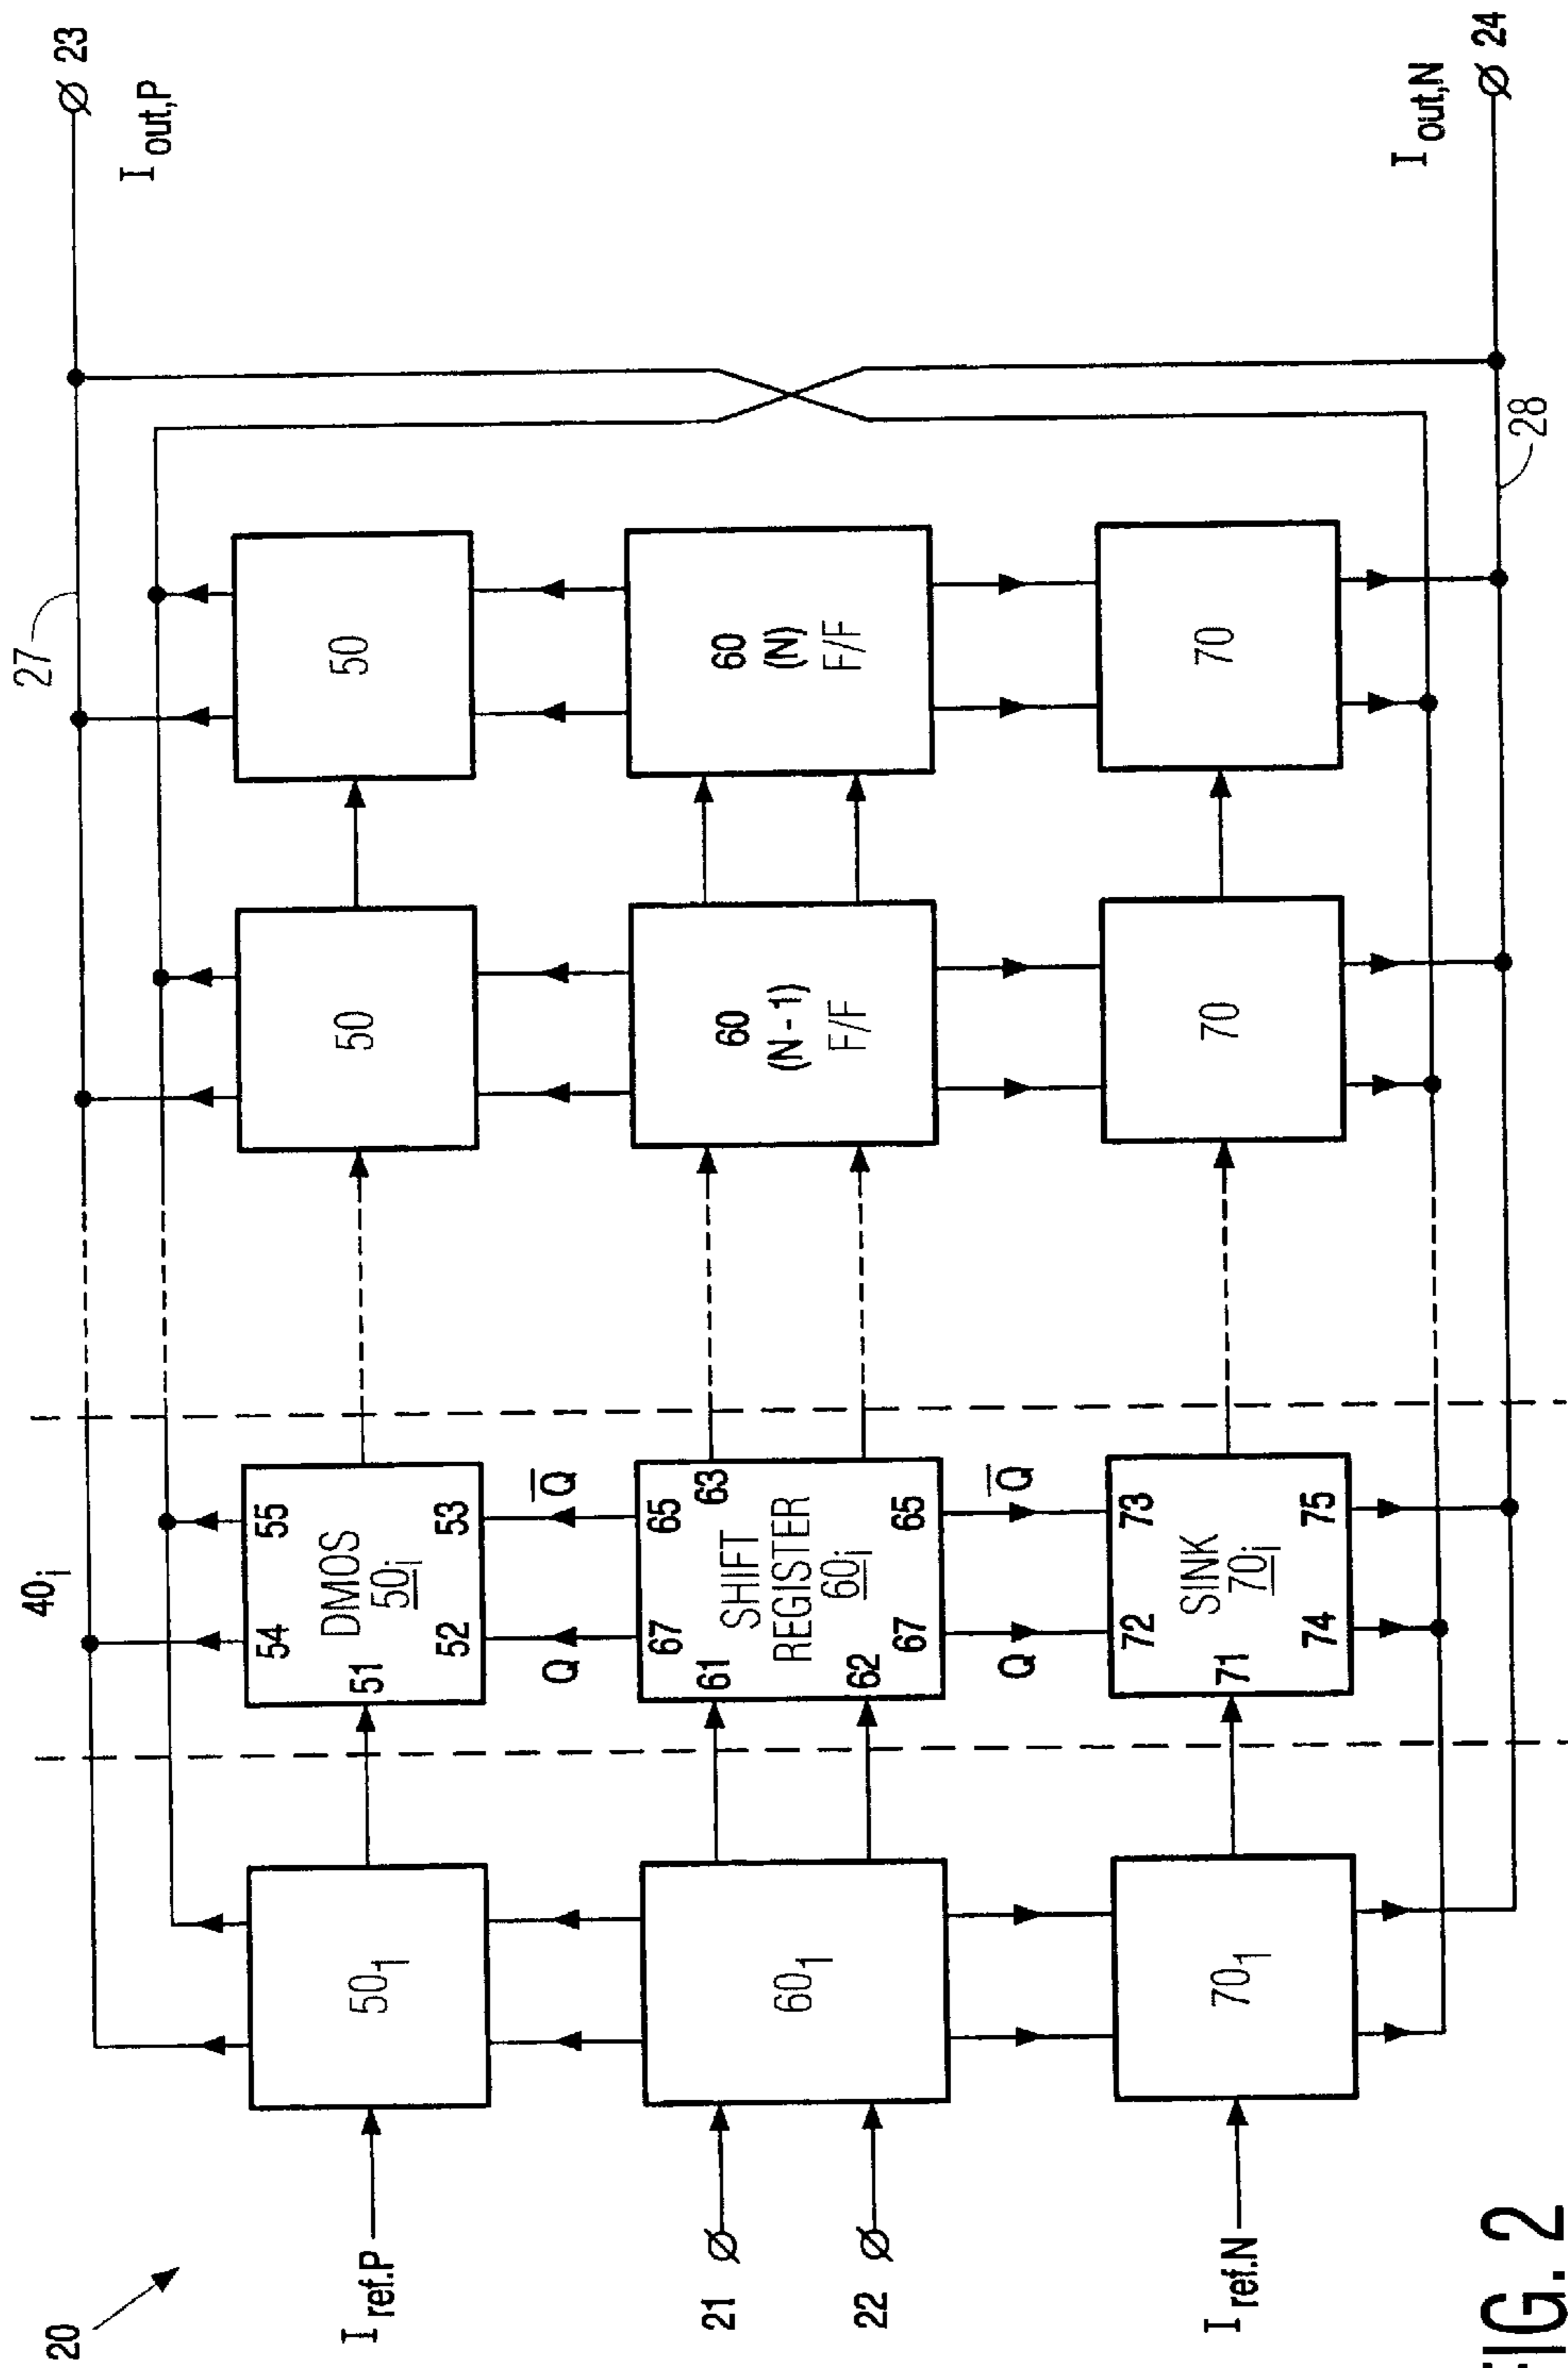 20
40i
27
Ø 23
I out,P
54 55
I ref.P
501
51
DMOS
50i
50
50
52 53
Q Q̅
67 65
21 Ø
61 63
601
SHIFT
REGISTER
60i
60
(N - 1)
F/F
60
(N)
F/F
22 Ø
62
67 65
Q Q̅
72 73
I ref.N
701
71
SINK
70i
70
70
74 75
I out,N
28
Ø 24
FIG. 2